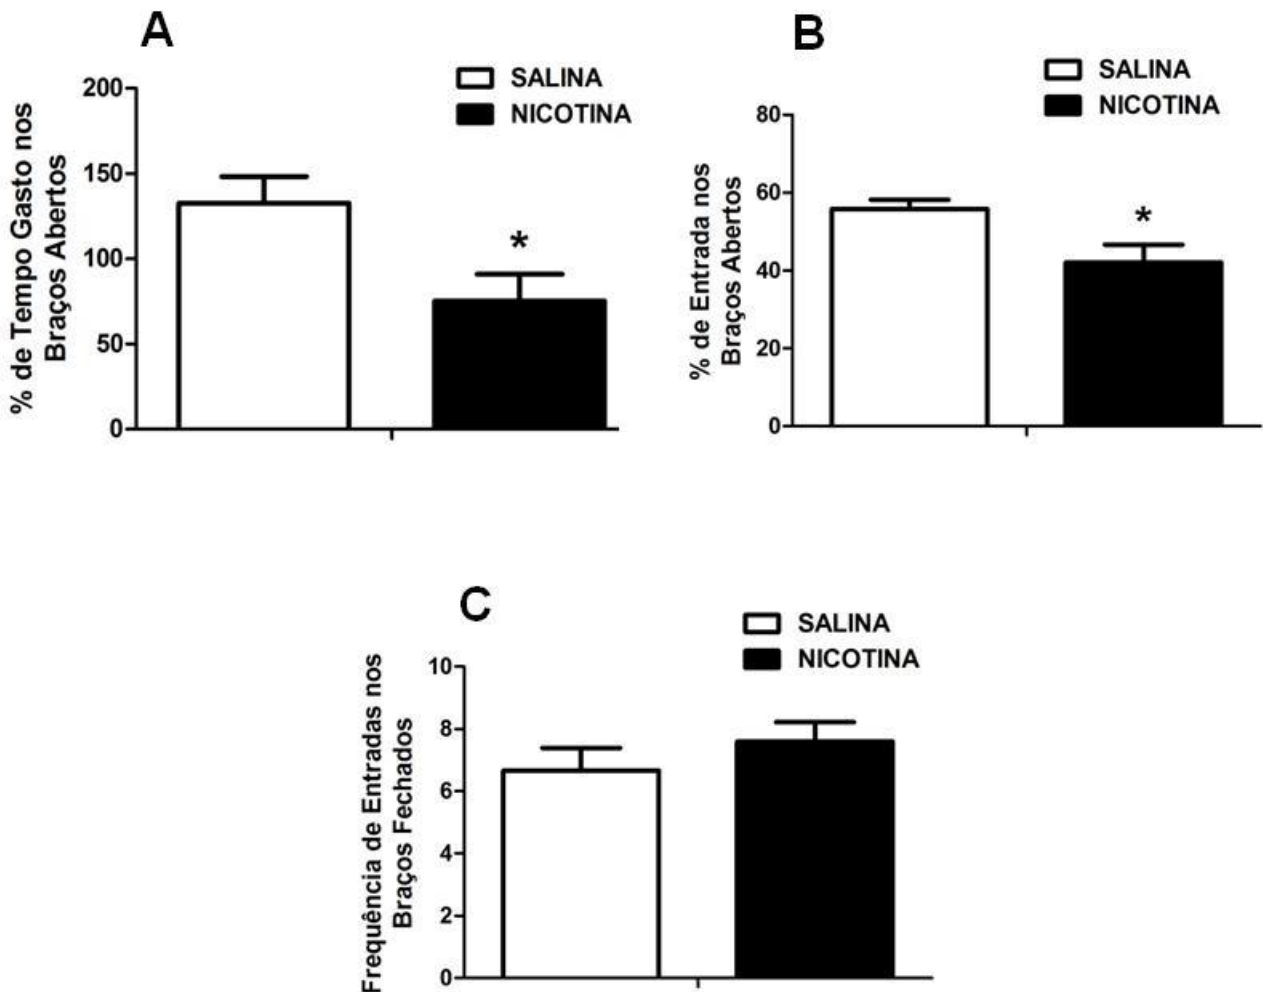 A
SALINA
NICOTINA
% de Tempo Gasto nos
Braços Abertos
200
150
100
50
0
*
B
SALINA
NICOTINA
% de Entrada nos
Braços Abertos
80
60
40
20
0
*
C
SALINA
NICOTINA
Frequência de Entradas nos
Braços Fechados
10
8
6
4
2
0